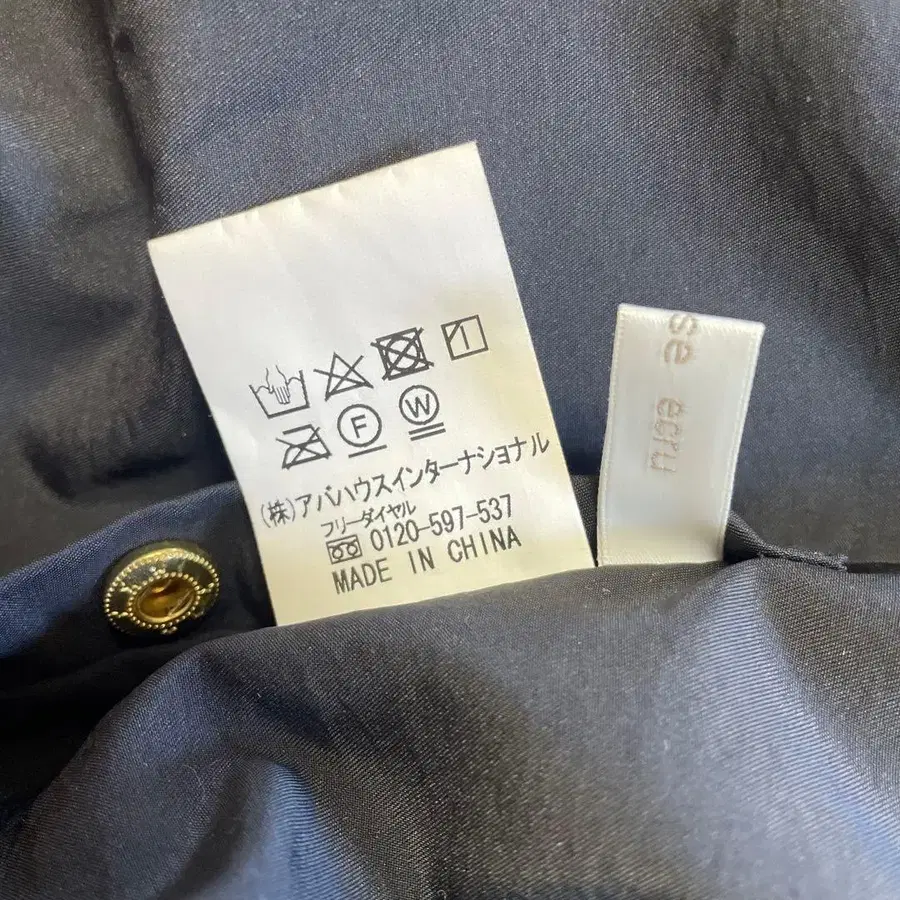 F W
(株)アバハウスインターナショナル
フリーダイヤル
0120-597-537
MADE IN CHINA
se écru